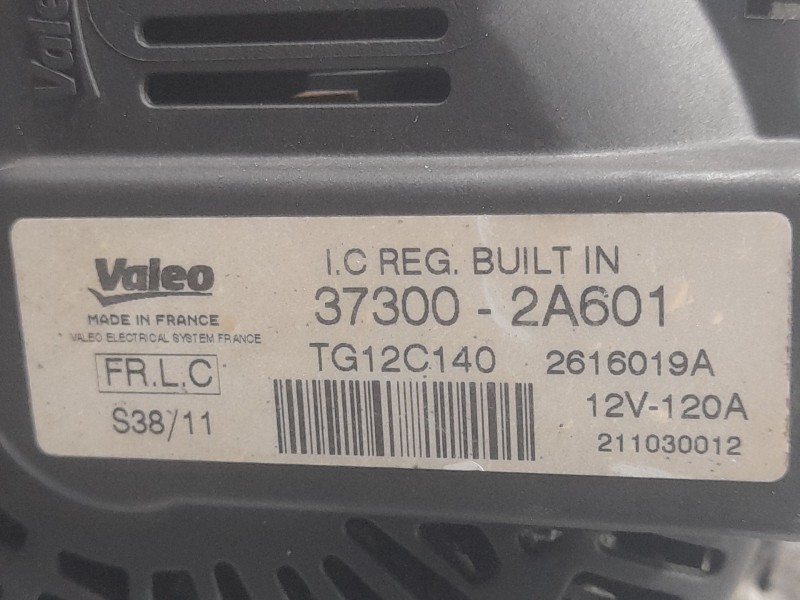 Valeo
Valeo
MADE IN FRANCE
VALEO ELECTRICAL SYSTEM FRANCE
FR.L.C
S38/11
I.C REG. BUILT IN
37300 - 2A601
TG12C140 2616019A
12V-120A
211030012